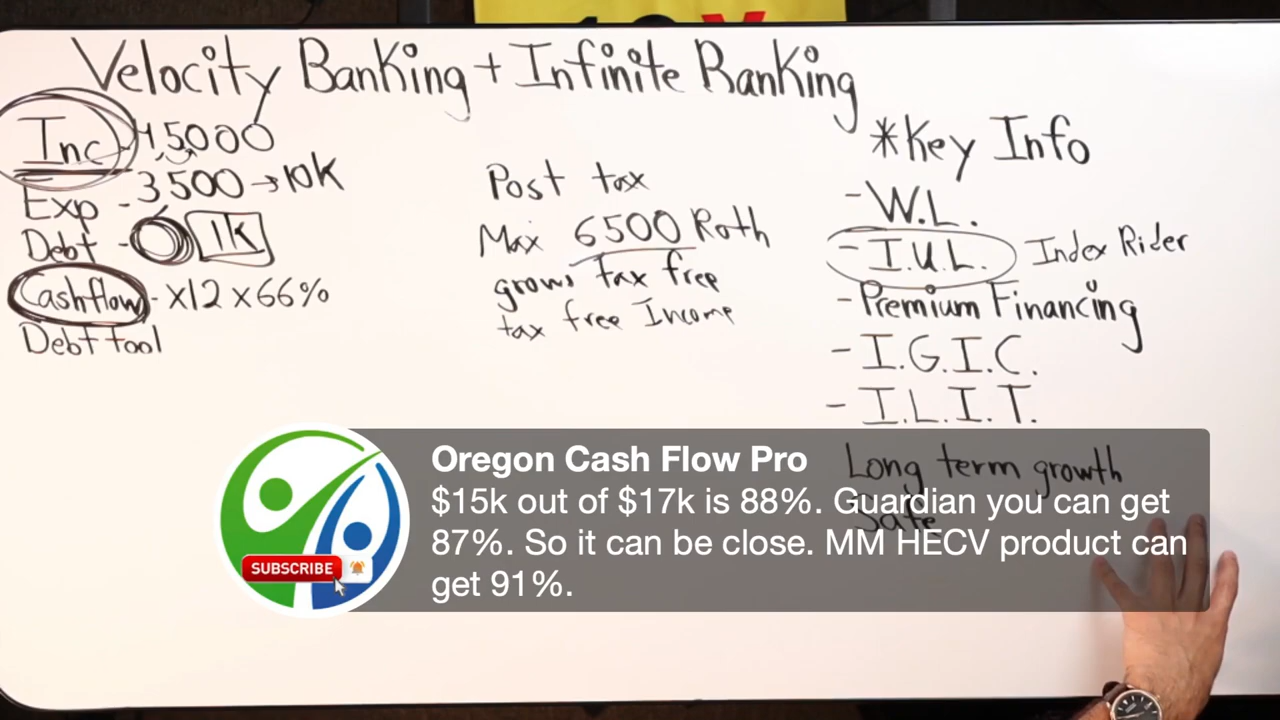 Velocity Banking + Infinite Banking
Inc - 15000
Exp - 3500 → 10K
Debt - 0 1K
Cashflow - x12 x66%
Debt tool
Post tax
Max 6500 Roth
grows tax free
tax free Income
*Key Info
- W.L.
- I.U.L. Index Rider
- Premium Financing
- I.G.I.C.
- I.L.I.T.
Long term growth
Safe
Oregon Cash Flow Pro
$15k out of $17k is 88%. Guardian you can get
87%. So it can be close. MM HECV product can
get 91%.
SUBSCRIBE